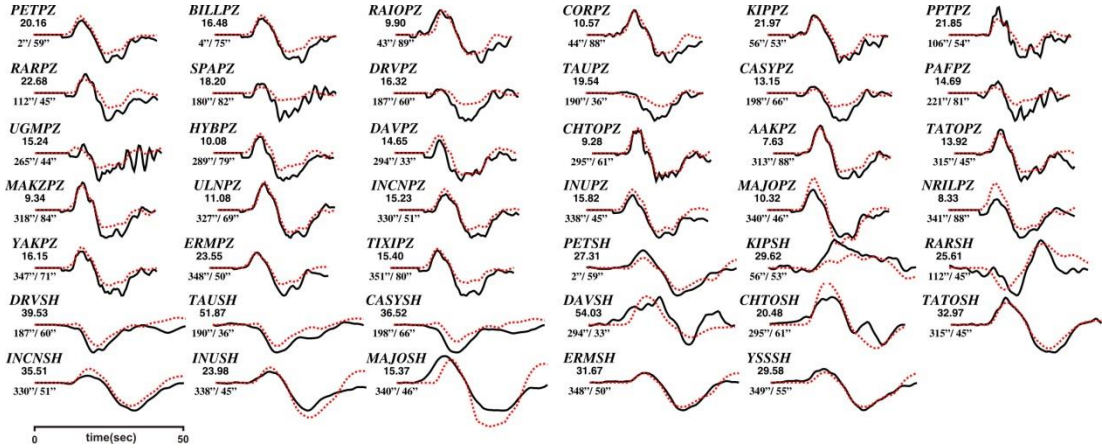 PETPZ
20.16
2”/ 59”
BILLPZ
16.48
4”/ 75”
RAIOPZ
9.90
43”/ 89”
CORPZ
10.57
44”/ 88”
KIPPZ
21.97
56”/ 53”
PPTPZ
21.85
106”/ 54”
RARPZ
22.68
112”/ 45”
SPAPZ
18.20
180”/ 82”
DRVPZ
16.32
187”/ 60”
TAUPZ
19.54
190”/ 36”
CASYPZ
13.15
198”/ 66”
PAFPZ
14.69
221”/ 81”
UGMPZ
15.24
265”/ 44”
HYBPZ
10.08
289”/ 79”
DAVPZ
14.65
294”/ 33”
CHTOPZ
9.28
295”/ 61”
AAKPZ
7.63
313”/ 88”
TATOPZ
13.92
315”/ 45”
MAKZPZ
9.34
318”/ 84”
ULNPZ
11.08
327”/ 69”
INCNPZ
15.23
330”/ 51”
INUPZ
15.82
338”/ 45”
MAJOPZ
10.32
340”/ 46”
NRILPZ
8.33
341”/ 88”
YAKPZ
16.15
347”/ 71”
ERMPZ
23.55
348”/ 50”
TIXIPZ
15.40
351”/ 80”
PETSH
27.31
2”/ 59”
KIPSH
29.62
56”/ 53”
RARSH
25.61
112”/ 45”
DRVSH
39.53
187”/ 60”
TAUSH
51.87
190”/ 36”
CASYSH
36.52
198”/ 66”
DAVSH
54.03
294”/ 33”
CHTOSH
20.48
295”/ 61”
TATOSH
32.97
315”/ 45”
INCNSH
35.51
330”/ 51”
INUSH
23.98
338”/ 45”
MAJOSH
15.37
340”/ 46”
ERMSH
31.67
348”/ 50”
YSSSH
29.58
349”/ 55”
time(sec)
0 50